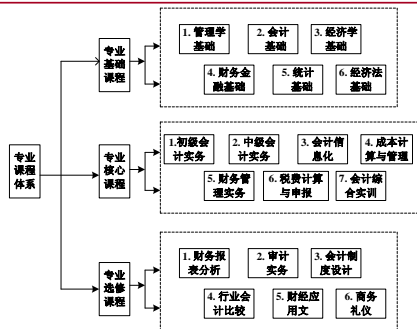 专业
课程
体系
专业
基础
课程
1. 管理学
基础
2. 会计
基础
3. 经济学
基础
4. 财务金
融基础
5. 统计
基础
6. 经济法
基础
专业
核心
课程
1.初级会
计实务
2. 中级会
计实务
3. 会计信
息化
4. 成本计
算与管理
5. 财务管
理实务
6. 税费计算
与申报
7. 会计综
合实训
专业
选修
课程
1. 财务报
表分析
2. 审计
实务
3. 会计制
度设计
4. 行业会
计比较
5. 财经应
用文
6. 商务
礼仪